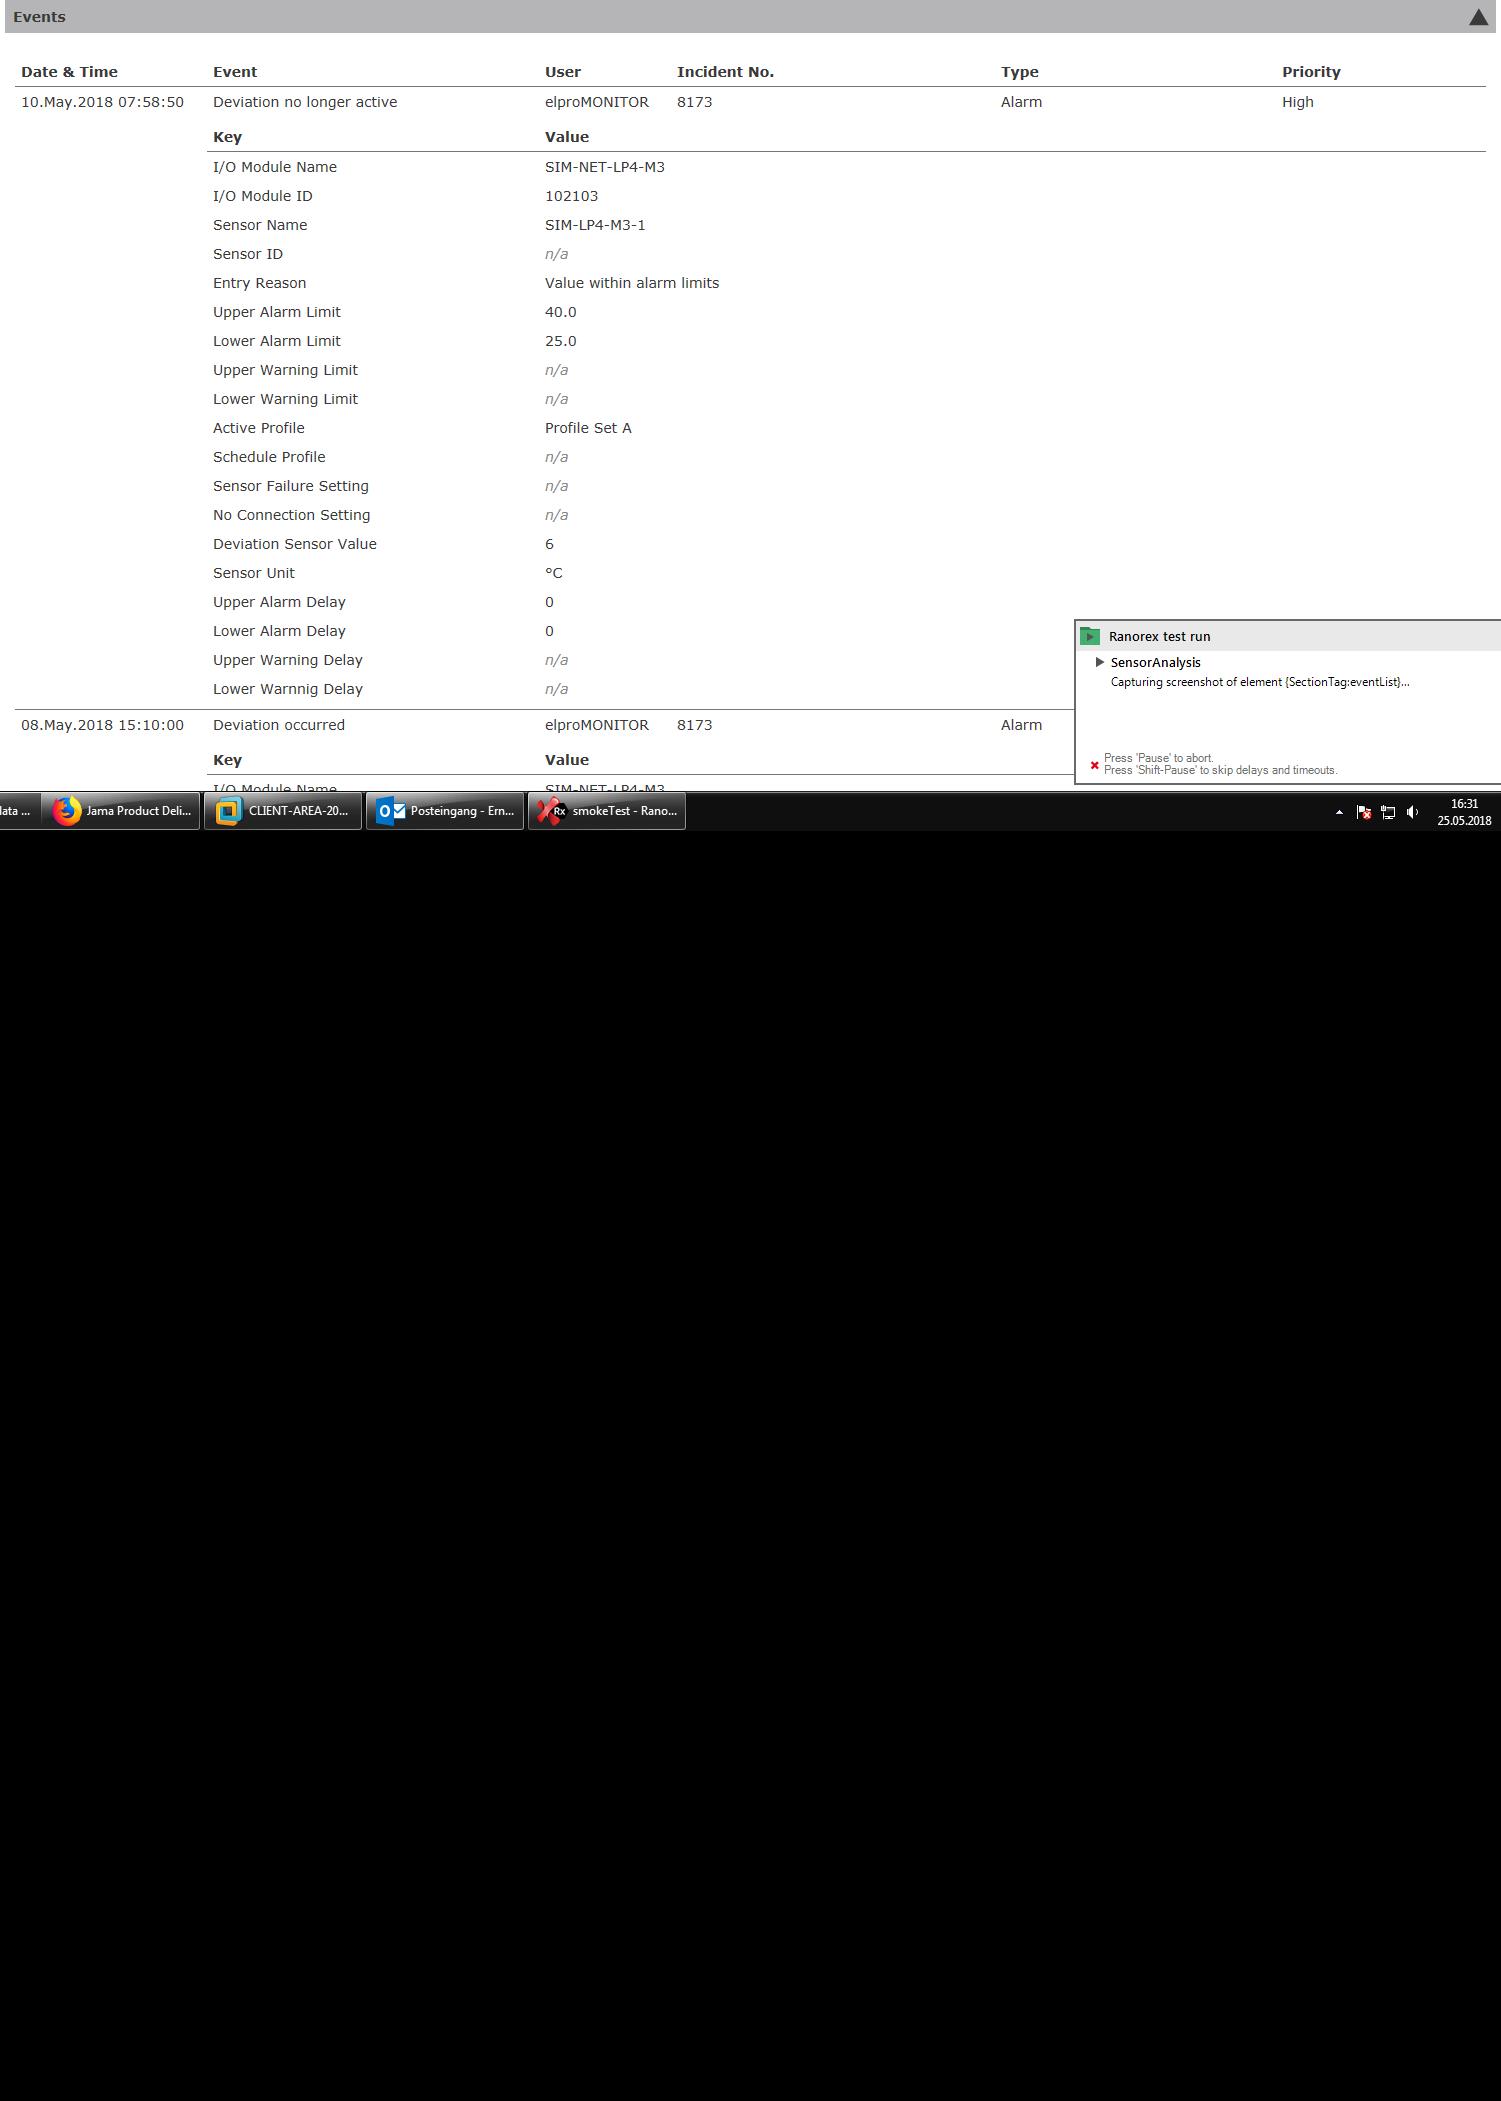 Events
Date & Time Event User Incident No. Type Priority
10.May.2018 07:58:50 Deviation no longer active elproMONITOR 8173 Alarm High
Key Value
I/O Module Name SIM-NET-LP4-M3
I/O Module ID 102103
Sensor Name SIM-LP4-M3-1
Sensor ID n/a
Entry Reason Value within alarm limits
Upper Alarm Limit 40.0
Lower Alarm Limit 25.0
Upper Warning Limit n/a
Lower Warning Limit n/a
Active Profile Profile Set A
Schedule Profile n/a
Sensor Failure Setting n/a
No Connection Setting n/a
Deviation Sensor Value 6
Sensor Unit °C
Upper Alarm Delay 0
Lower Alarm Delay 0
Upper Warning Delay n/a
Lower Warnnig Delay n/a
08.May.2018 15:10:00 Deviation occurred elproMONITOR 8173 Alarm
Key Value
I/O Module Name SIM-NET-LP4-M3
Ranorex test run
SensorAnalysis
Capturing screenshot of element {SectionTag:eventList}...
Press 'Pause' to abort.
Press 'Shift-Pause' to skip delays and timeouts.
Jama Product Deli... CLIENT-AREA-20... Posteingang - Ern... smokeTest - Rano...
16:31
25.05.2018